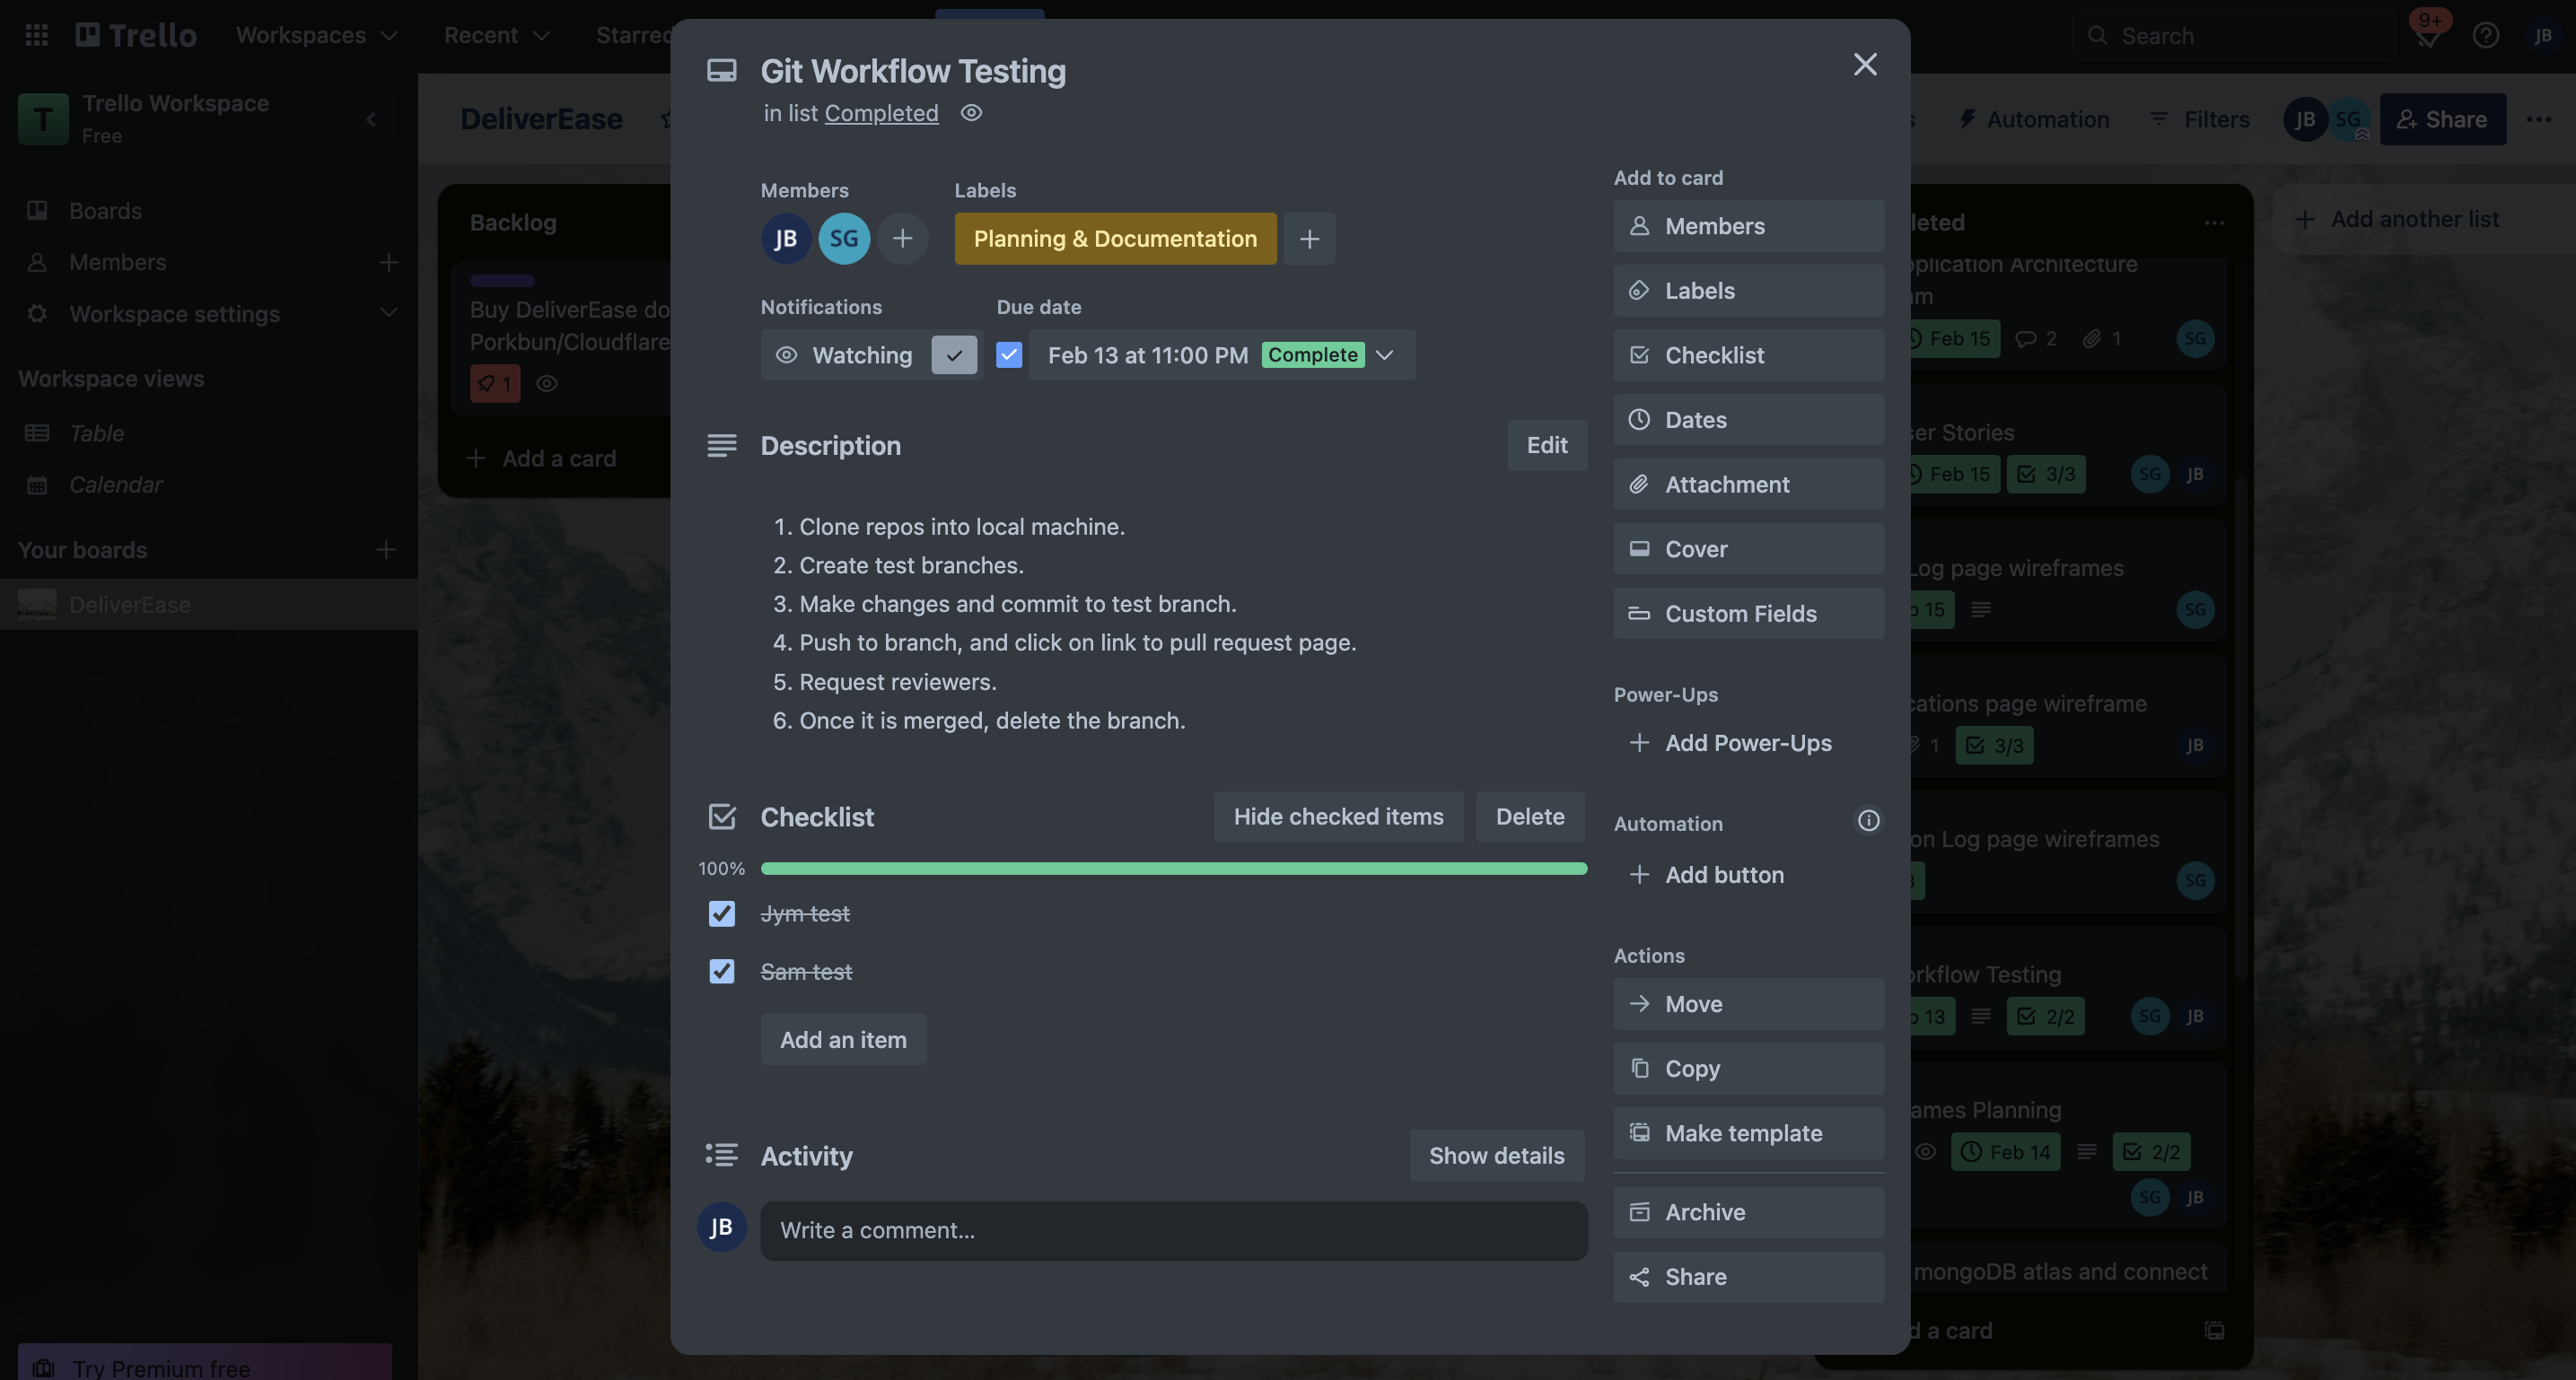 Trello
Workspaces
Recent
Starred
Search
9+
JB
T
Trello Workspace
Free
Boards
Members
Workspace settings
Workspace views
Table
Calendar
Your boards
DeliverEase
Try Premium free
DeliverEase
Automation
Filters
JB
SG
Share
Backlog
Buy DeliverEase do
Porkbun/Cloudflare
1
Add a card
Git Workflow Testing
in list Completed
Members
JB
SG
Labels
Planning & Documentation
Notifications
Watching
Due date
Feb 13 at 11:00 PM Complete
Description
Edit
1. Clone repos into local machine.
2. Create test branches.
3. Make changes and commit to test branch.
4. Push to branch, and click on link to pull request page.
5. Request reviewers.
6. Once it is merged, delete the branch.
Checklist
Hide checked items
Delete
100%
Jym test
Sam test
Add an item
Activity
Show details
JB
Write a comment...
Add to card
Members
Labels
Checklist
Dates
Attachment
Cover
Custom Fields
Power-Ups
Add Power-Ups
Automation
Add button
Actions
Move
Copy
Make template
Archive
Share
leted
plication Architecture
m
Feb 15 2 1 SG
ser Stories
Feb 15 3/3 SG JB
Log page wireframes
15 SG
cations page wireframe
1 3/3 JB
on Log page wireframes
SG
rkflow Testing
13 2/2 SG JB
ames Planning
Feb 14 2/2
SG JB
mongoDB atlas and connect
d a card
Add another list